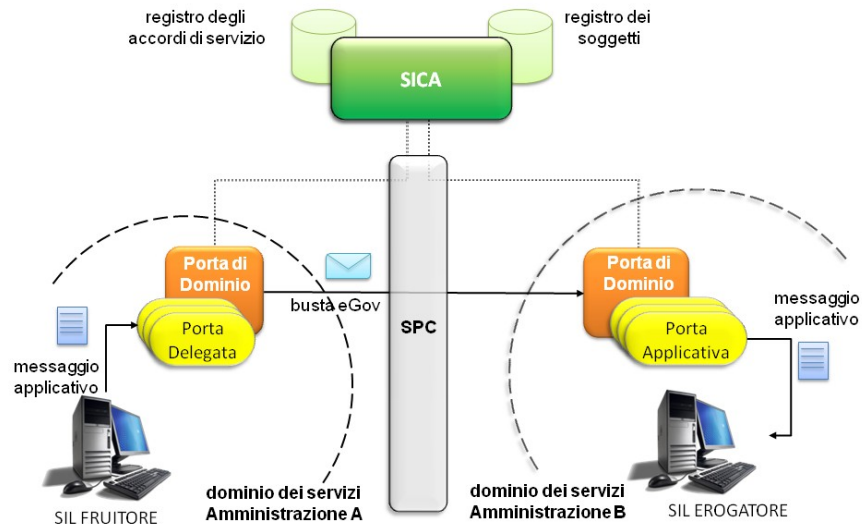 registro degli
accordi di servizio
registro dei
soggetti
SICA
Porta di
Dominio
Porta
Delegata
busta eGov
SPC
Porta di
Dominio
Porta
Applicativa
messaggio
applicativo
messaggio
applicativo
SIL FRUITORE
dominio dei servizi
Amministrazione A
dominio dei servizi
Amministrazione B
SIL EROGATORE